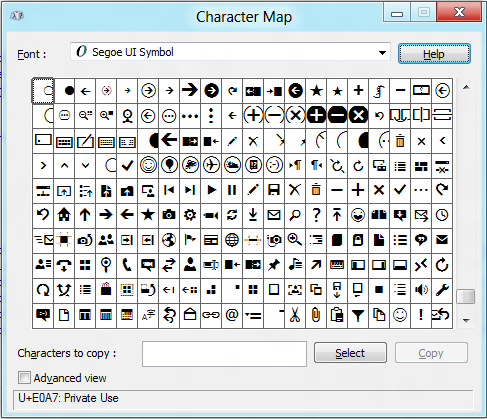 Character Map
Font :
O Segoe UI Symbol
Help
Characters to copy :
Select
Copy
Advanced view
U+E0A7: Private Use